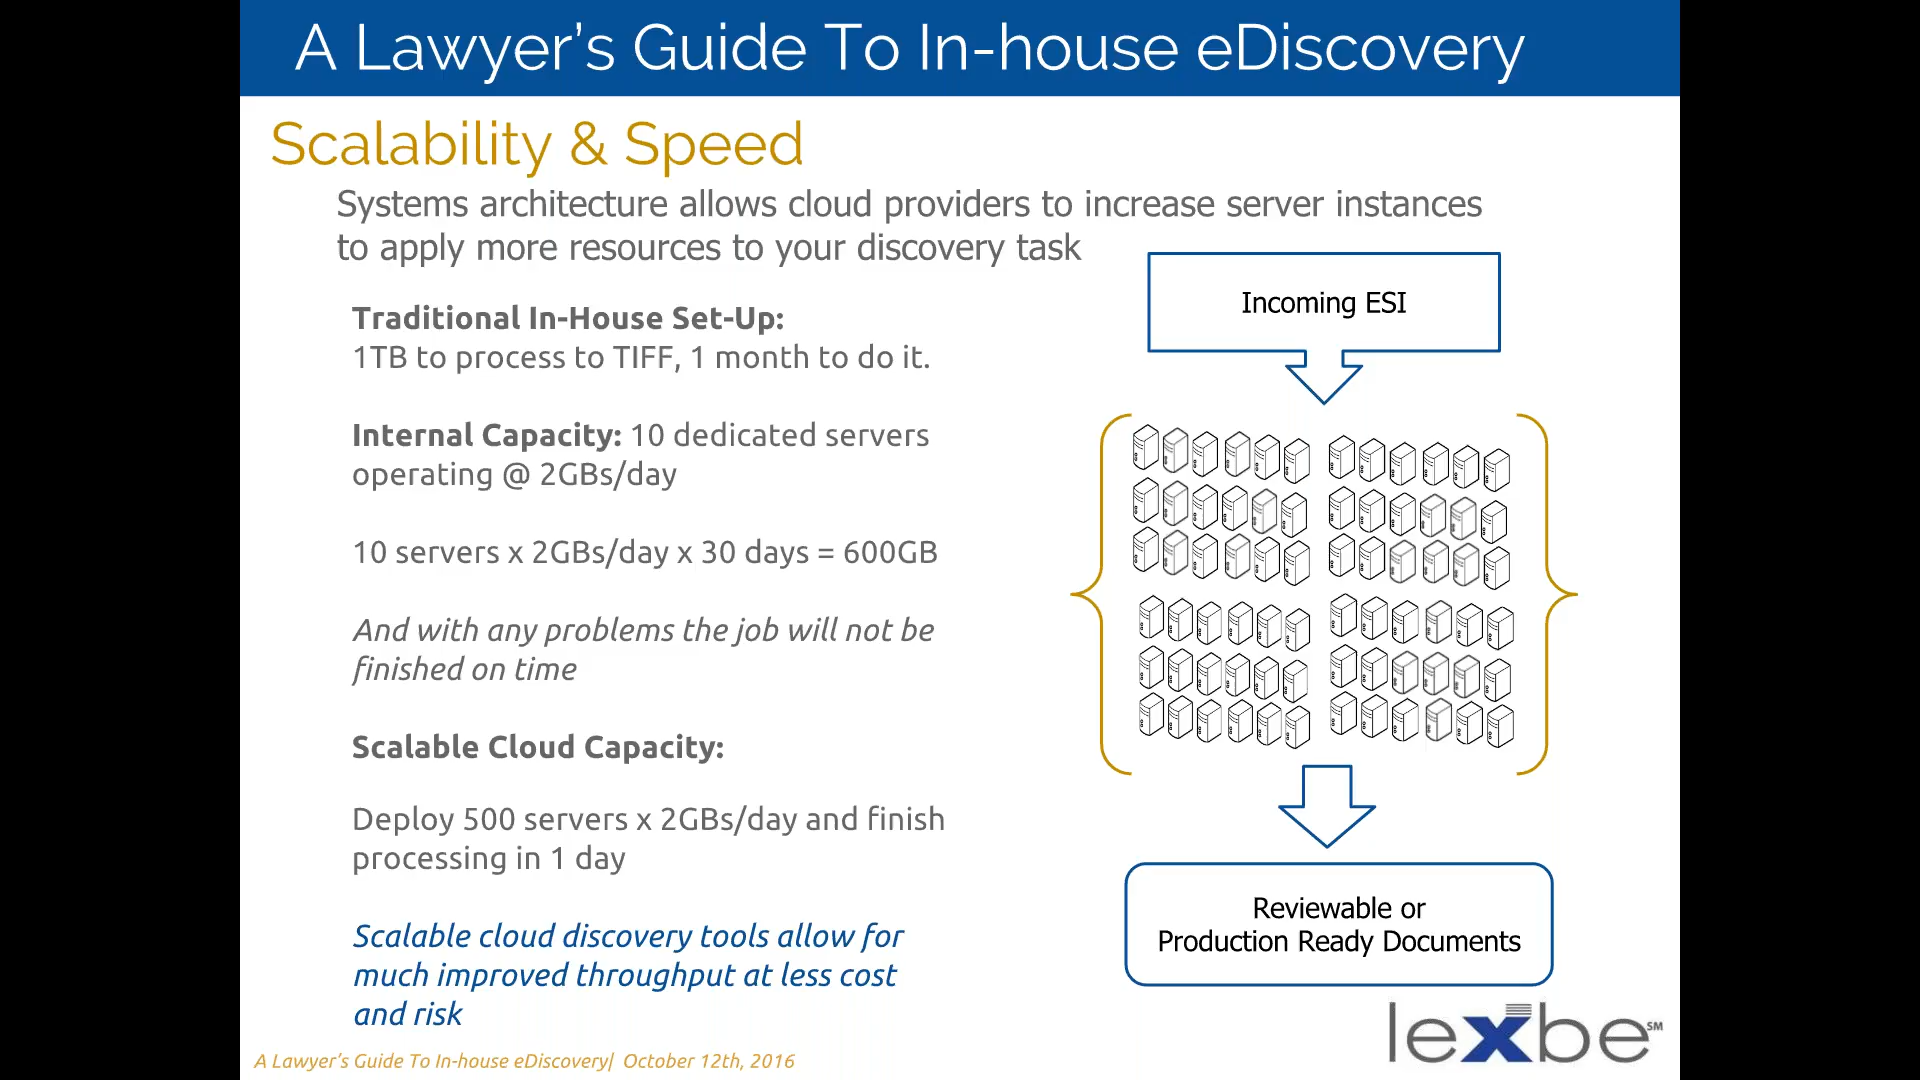 A Lawyer’s Guide To In-house eDiscovery
Scalability & Speed
Systems architecture allows cloud providers to increase server instances
to apply more resources to your discovery task
Traditional In-House Set-Up:
1TB to process to TIFF, 1 month to do it.
Internal Capacity: 10 dedicated servers
operating @ 2GBs/day
10 servers x 2GBs/day x 30 days = 600GB
And with any problems the job will not be
finished on time
Scalable Cloud Capacity:
Deploy 500 servers x 2GBs/day and finish
processing in 1 day
Scalable cloud discovery tools allow for
much improved throughput at less cost
and risk
Incoming ESI
Reviewable or
Production Ready Documents
lexbe SM
A Lawyer’s Guide To In-house eDiscovery| October 12th, 2016